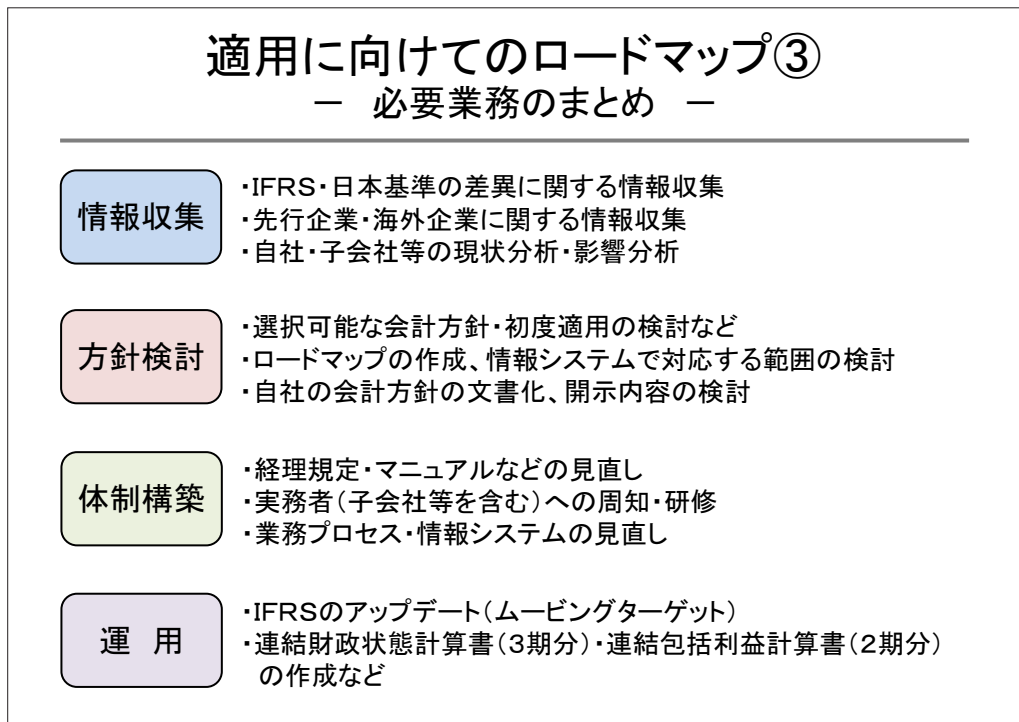 適用に向けてのロードマップ③
－ 必要業務のまとめ －
情報収集
・IFRS・日本基準の差異に関する情報収集
・先行企業・海外企業に関する情報収集
・自社・子会社等の現状分析・影響分析
方針検討
・選択可能な会計方針・初度適用の検討など
・ロードマップの作成、情報システムで対応する範囲の検討
・自社の会計方針の文書化、開示内容の検討
体制構築
・経理規定・マニュアルなどの見直し
・実務者(子会社等を含む)への周知・研修
・業務プロセス・情報システムの見直し
運 用
・IFRSのアップデート(ムービングターゲット)
・連結財政状態計算書(3期分)・連結包括利益計算書(2期分)
の作成など